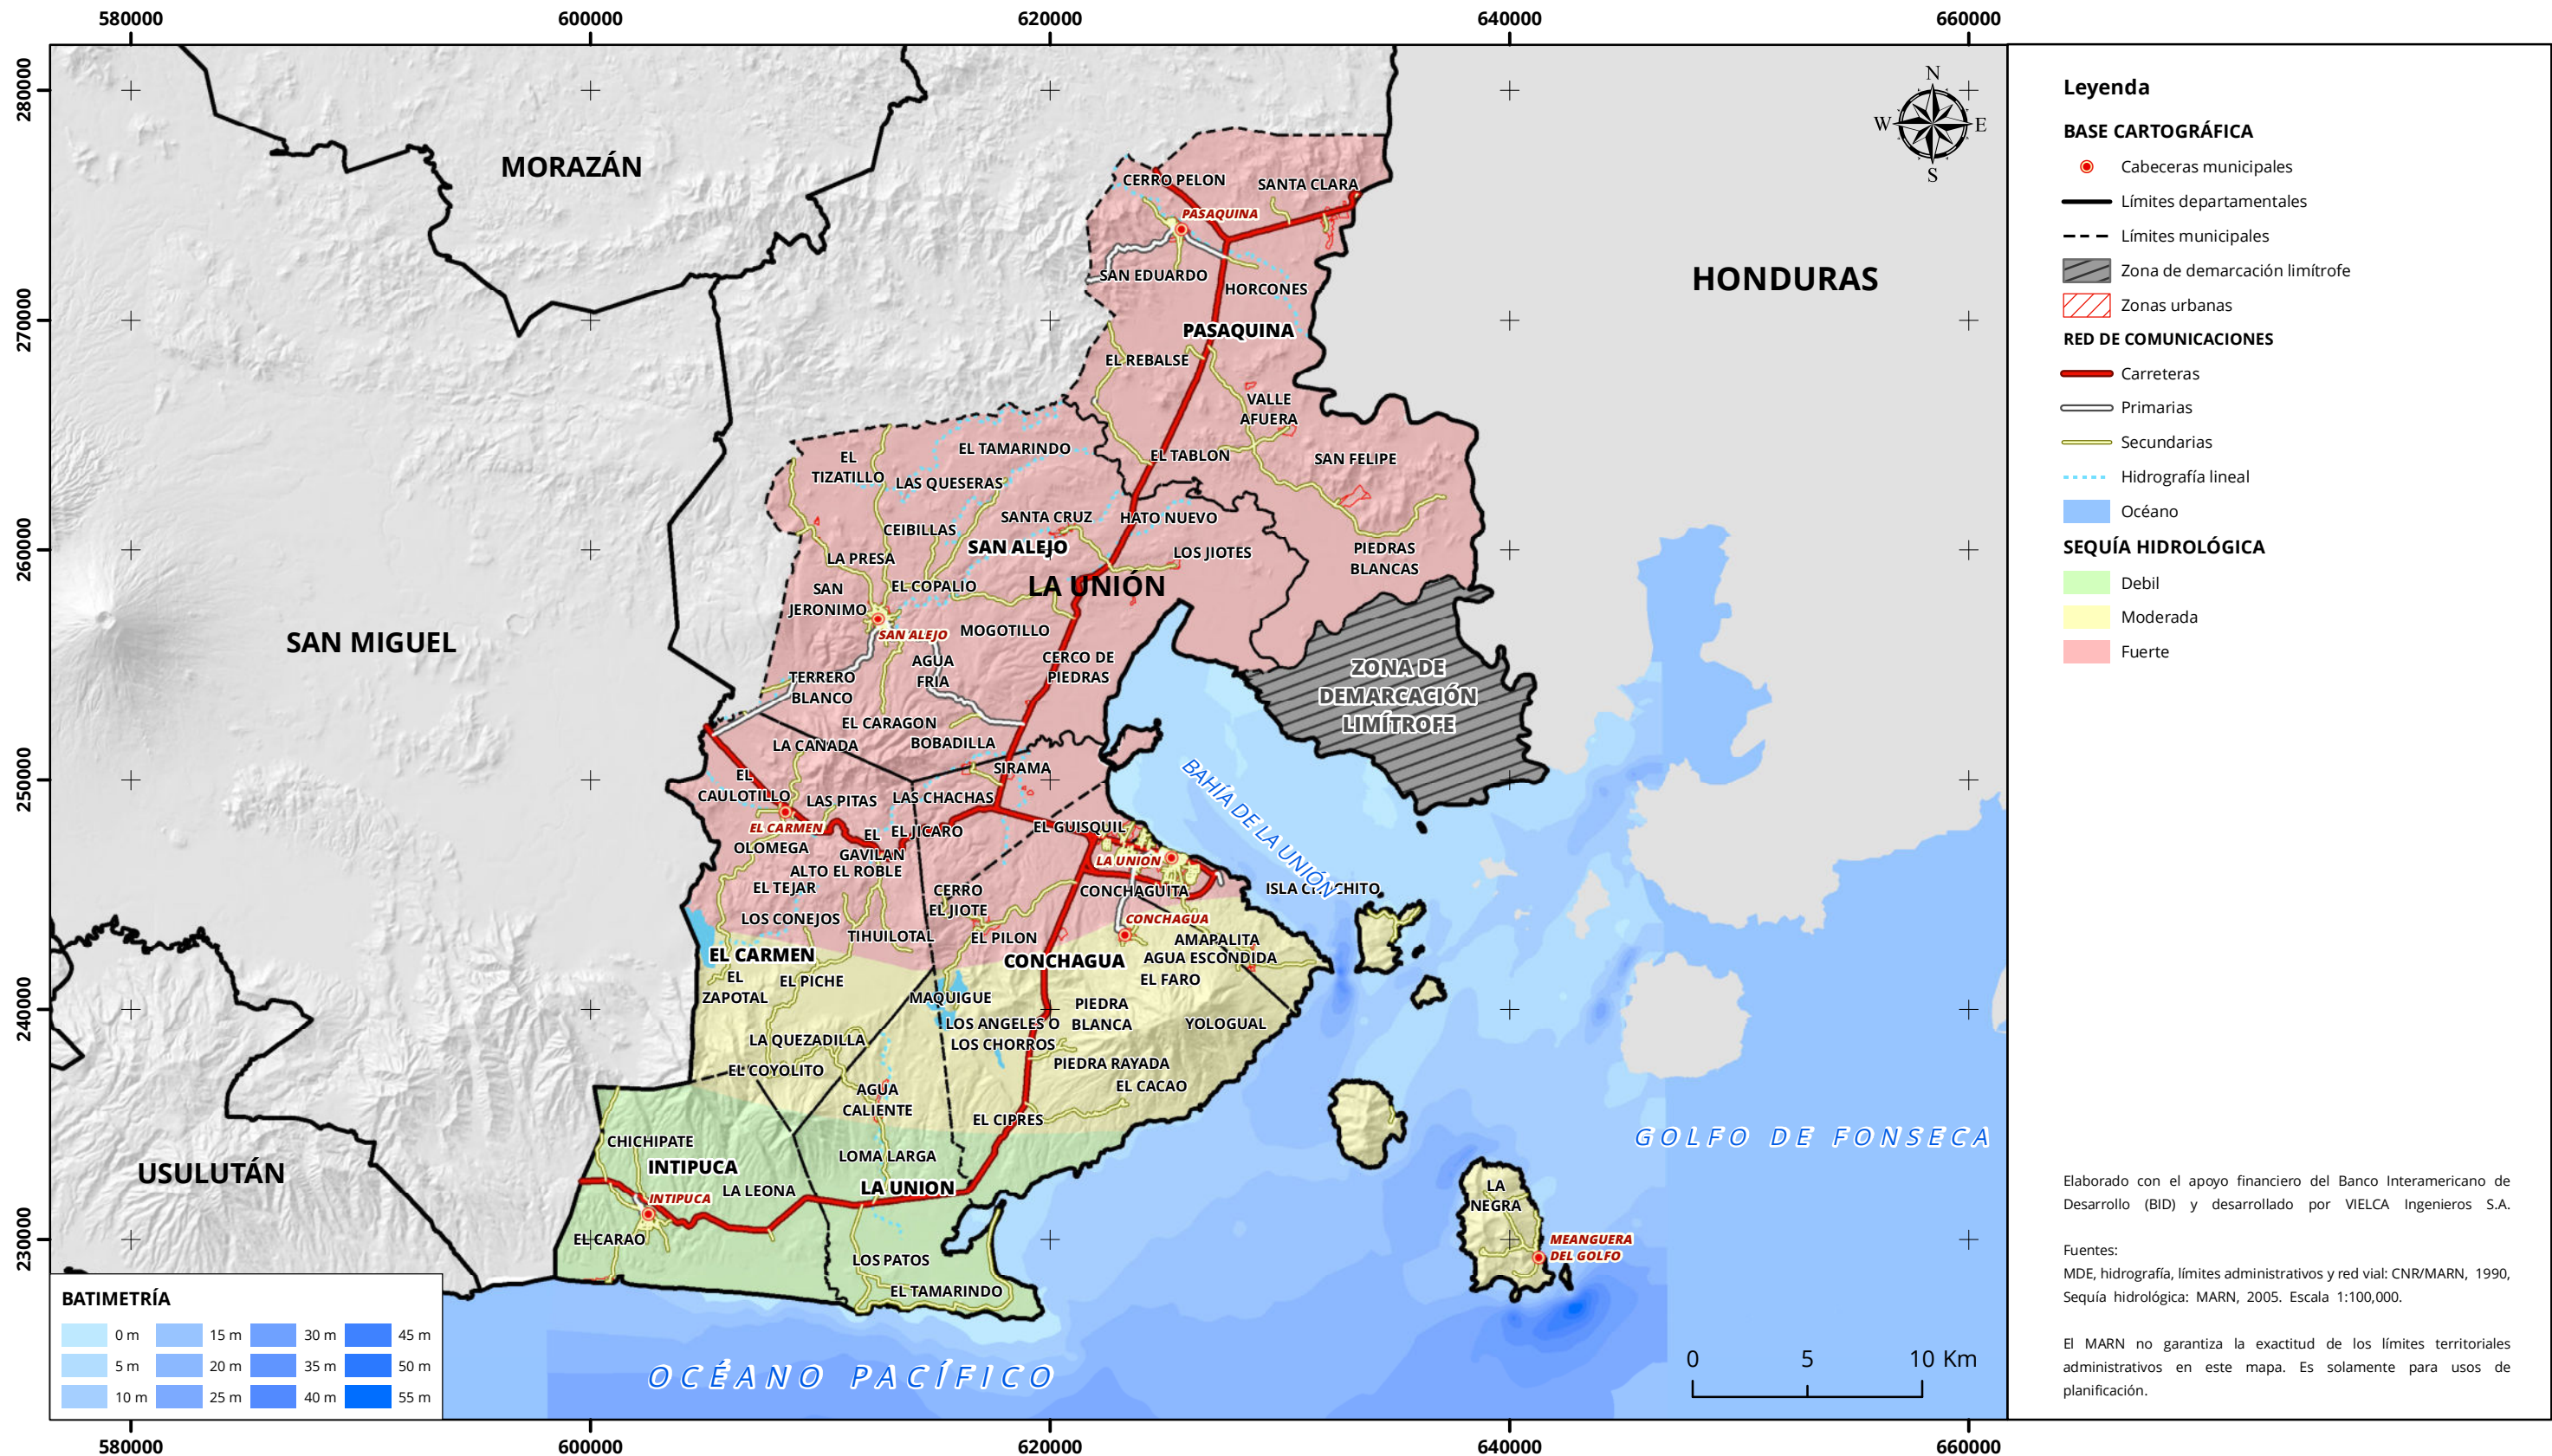 580000
600000
620000
640000
660000
280000
270000
260000
250000
240000
230000
MORAZÁN
HONDURAS
SAN MIGUEL
USULUTÁN
LA UNIÓN
N
W
E
S
CERRO PELON
SANTA CLARA
PASAQUINA
SAN EDUARDO
HORCONES
PASAQUINA
EL REBALSE
VALLE
AFUERA
EL TABLON
SAN FELIPE
EL TAMARINDO
EL
TIZATILLO
LAS QUESERAS
SANTA CRUZ
HATO NUEVO
CEIBILLAS
SAN ALEJO
LOS JIOTES
PIEDRAS
BLANCAS
LA PRESA
EL COPALIO
SAN
JERONIMO
SAN ALEJO
MOGOTILLO
AGUA
FRIA
CERCO DE
PIEDRAS
ZONA DE
DEMARCACIÓN
LIMÍTROFE
TERRERO
BLANCO
EL CARAGON
LA CAÑADA
BOBADILLA
SIRAMA
EL
CAULOTILLO
LAS PITAS
LAS CHACHAS
BAHÍA DE LA UNIÓN
EL CARMEN
EL
GAVILAN
EL JICARO
EL GUISQUIL
OLOMEGA
LA UNION
ALTO EL ROBLE
EL TEJAR
CERRO
EL JIOTE
CONCHAGUITA
LOS CONEJOS
CONCHAGUA
TIHUILOTAL
EL PILON
AMAPALITA
EL CARMEN
CONCHAGUA
AGUA ESCONDIDA
EL
ZAPOTAL
EL PICHE
EL FARO
MAQUIGUE
PIEDRA
BLANCA
LOS ANGELES O
LOS CHORROS
YOLOGUAL
LA QUEZADILLA
PIEDRA RAYADA
EL COYOLITO
EL CACAO
AGUA
CALIENTE
EL CIPRES
CHICHIPATE
INTIPUCA
LOMA LARGA
LA LEONA
LA UNION
INTIPUCA
EL CARAO
LOS PATOS
EL TAMARINDO
GOLFO DE FONSECA
LA
NEGRA
MEANGUERA
DEL GOLFO
OCÉANO PACÍFICO
0 5 10 Km
BATIMETRÍA
0 m 15 m 30 m 45 m
5 m 20 m 35 m 50 m
10 m 25 m 40 m 55 m
580000
600000
620000
640000
660000
Leyenda
BASE CARTOGRÁFICA
Cabeceras municipales
Límites departamentales
Límites municipales
Zona de demarcación limítrofe
Zonas urbanas
RED DE COMUNICACIONES
Carreteras
Primarias
Secundarias
Hidrografía lineal
Océano
SEQUÍA HIDROLÓGICA
Debil
Moderada
Fuerte
Elaborado con el apoyo financiero del Banco Interamericano de
Desarrollo (BID) y desarrollado por VIELCA Ingenieros S.A.
Fuentes:
MDE, hidrografía, límites administrativos y red vial: CNR/MARN, 1990,
Sequía hidrológica: MARN, 2005. Escala 1:100,000.
El MARN no garantiza la exactitud de los límites territoriales
administrativos en este mapa. Es solamente para usos de
planificación.
ISLA